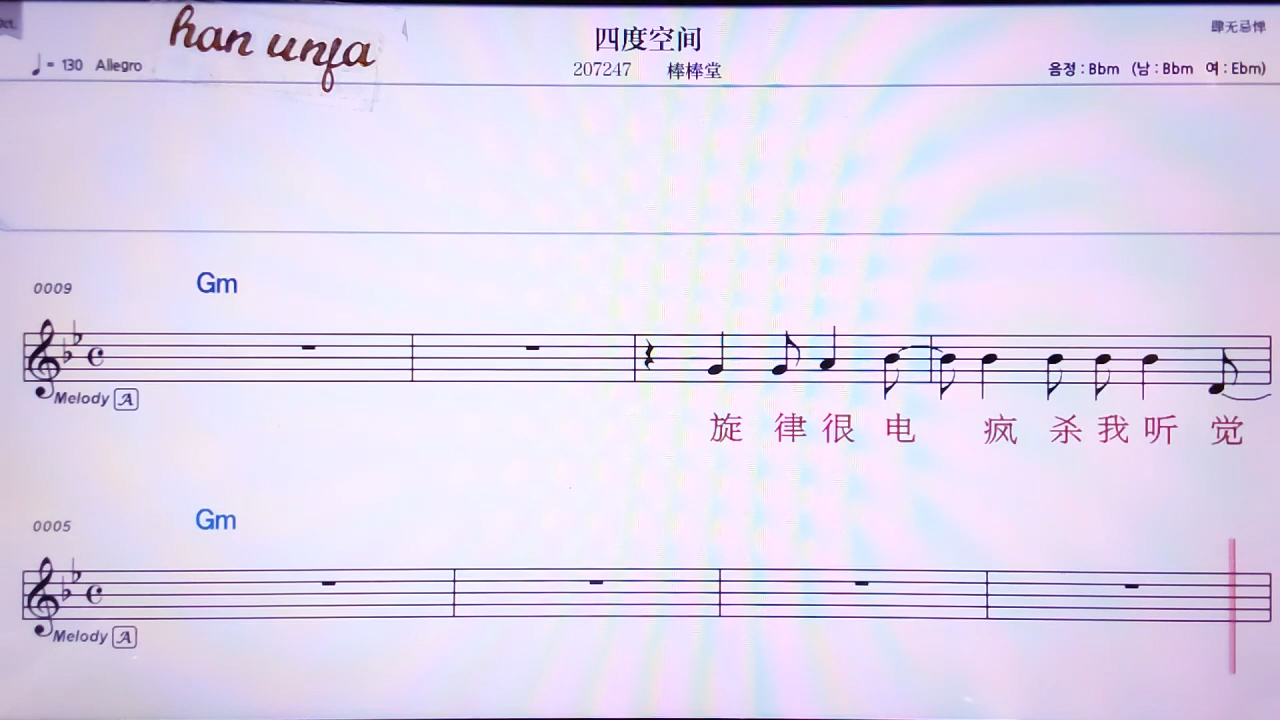 han unfa
四度空间
肆无忌惮
♩= 130 Allegro
207247 棒棒堂
음정 : Bbm (남 : Bbm 여 : Ebm)
0009
Gm
Melody A
旋 律 很 电 疯 杀 我 听 觉
0005
Gm
Melody A